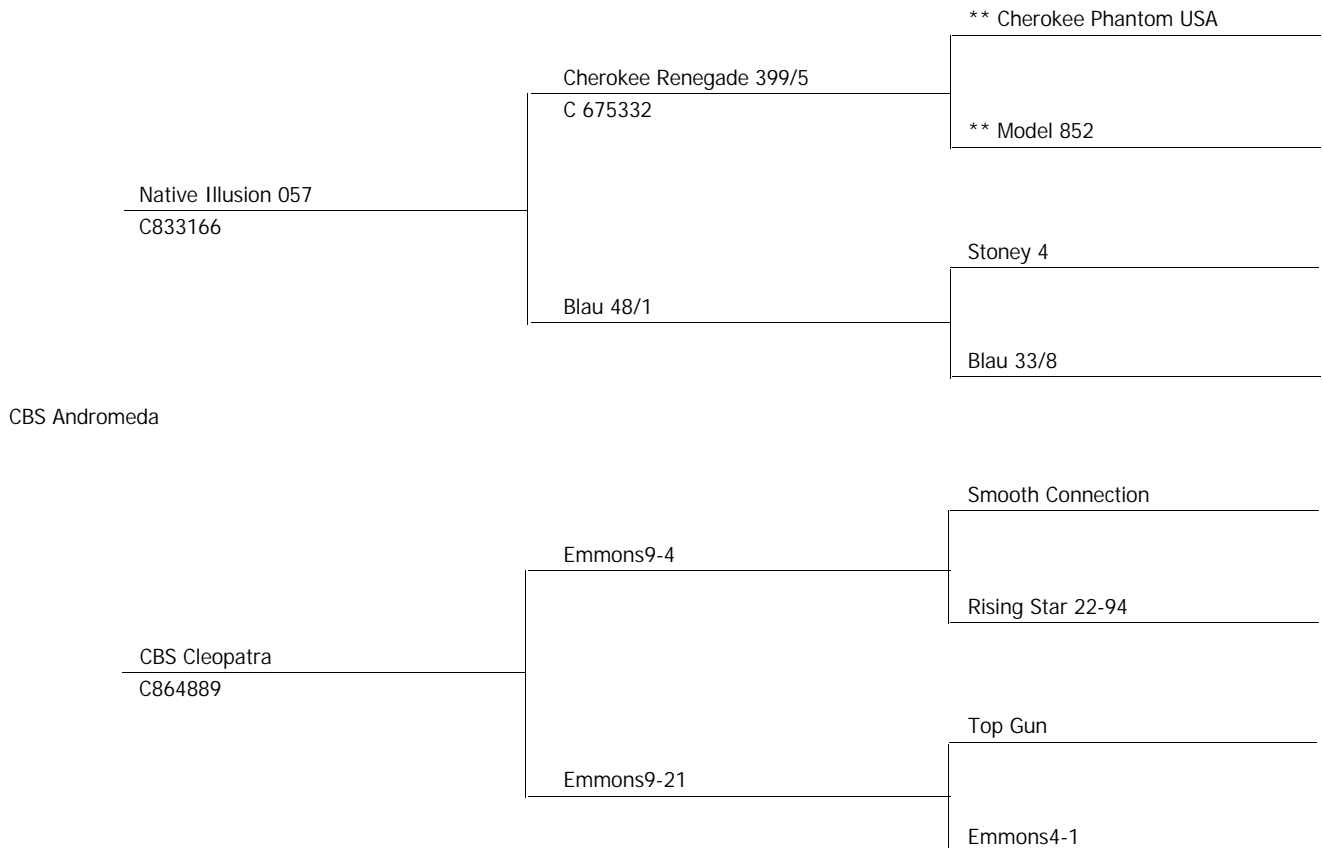 ** Cherokee Phantom USA
Cherokee Renegade 399/5
C 675332
** Model 852
Native Illusion 057
C833166
Stoney 4
Blau 48/1
Blau 33/8
CBS Andromeda
Smooth Connection
Emmons9-4
Rising Star 22-94
CBS Cleopatra
C864889
Top Gun
Emmons9-21
Emmons4-1